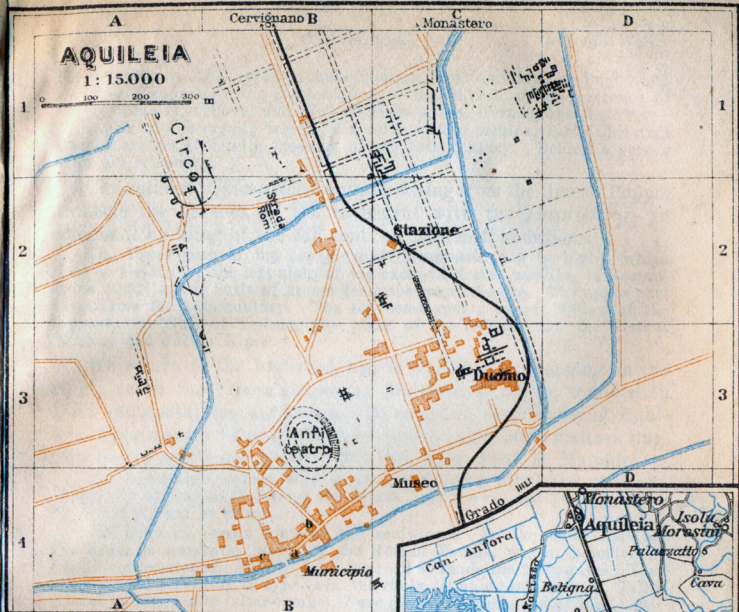 A
B
C
D
Cervignano
Monastero
AQUILEIA
1:15.000
0 100 200 300 m
1
1
Circo
Strada
Rom.
Stazione
2
2
3
Duomo
3
Anfi
teatro
Museo
D
Grado
Monastero
Aquileia
Isola
Morosini
Palazzatto
Can. Anfora
Natissa
Beligna
Cava
4
b
c
a
Municipio
A
B